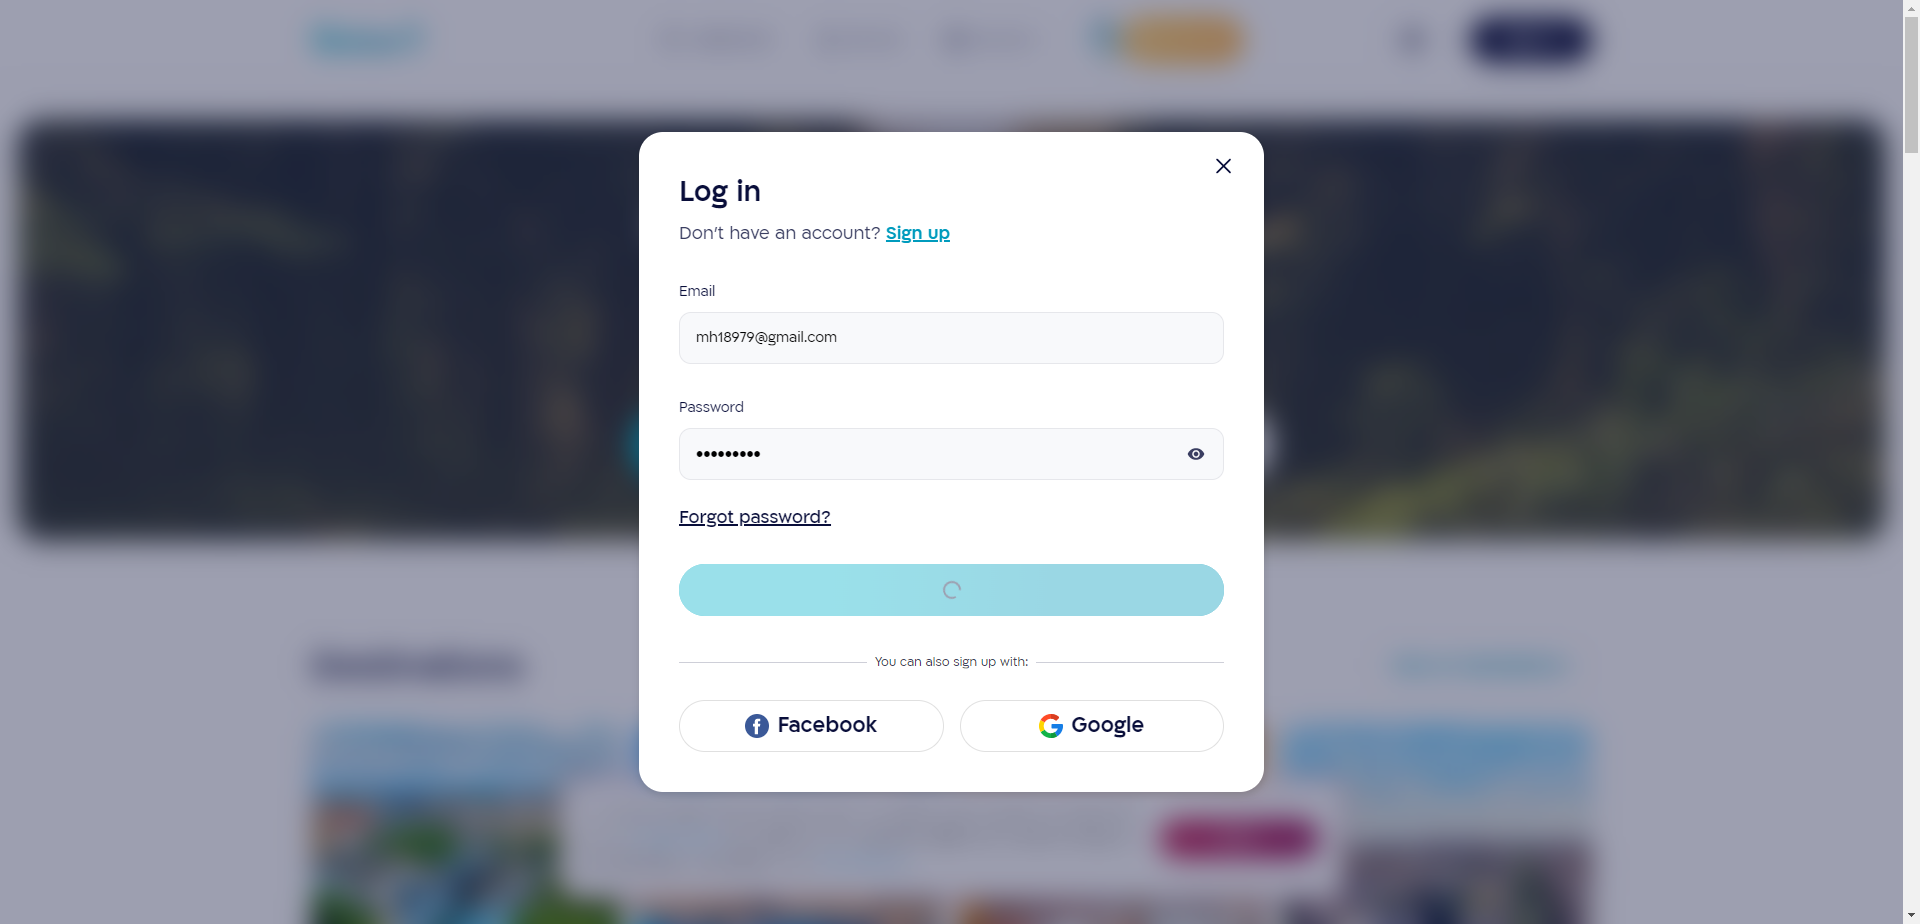 Log in
Don't have an account? Sign up
Email
mh18979@gmail.com
Password
Forgot password?
You can also sign up with:
Facebook
Google